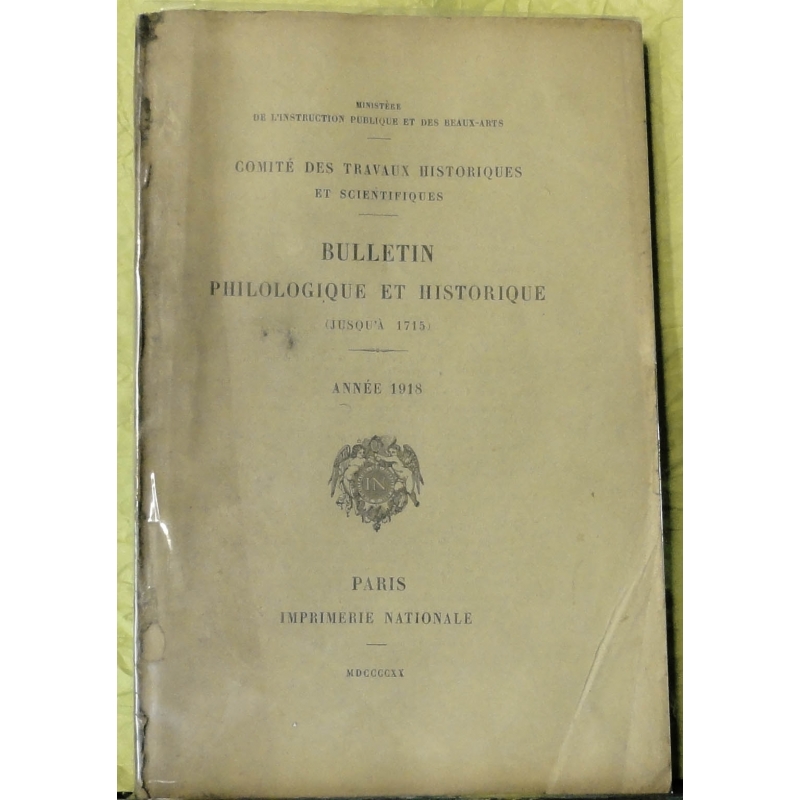 MINISTÈRE
DE L'INSTRUCTION PUBLIQUE ET DES BEAUX-ARTS
COMITÉ DES TRAVAUX HISTORIQUES
ET SCIENTIFIQUES
BULLETIN
PHILOLOGIQUE ET HISTORIQUE
(JUSQU'À 1715)
ANNÉE 1918
IN
PARIS
IMPRIMERIE NATIONALE
MDCCCCXX